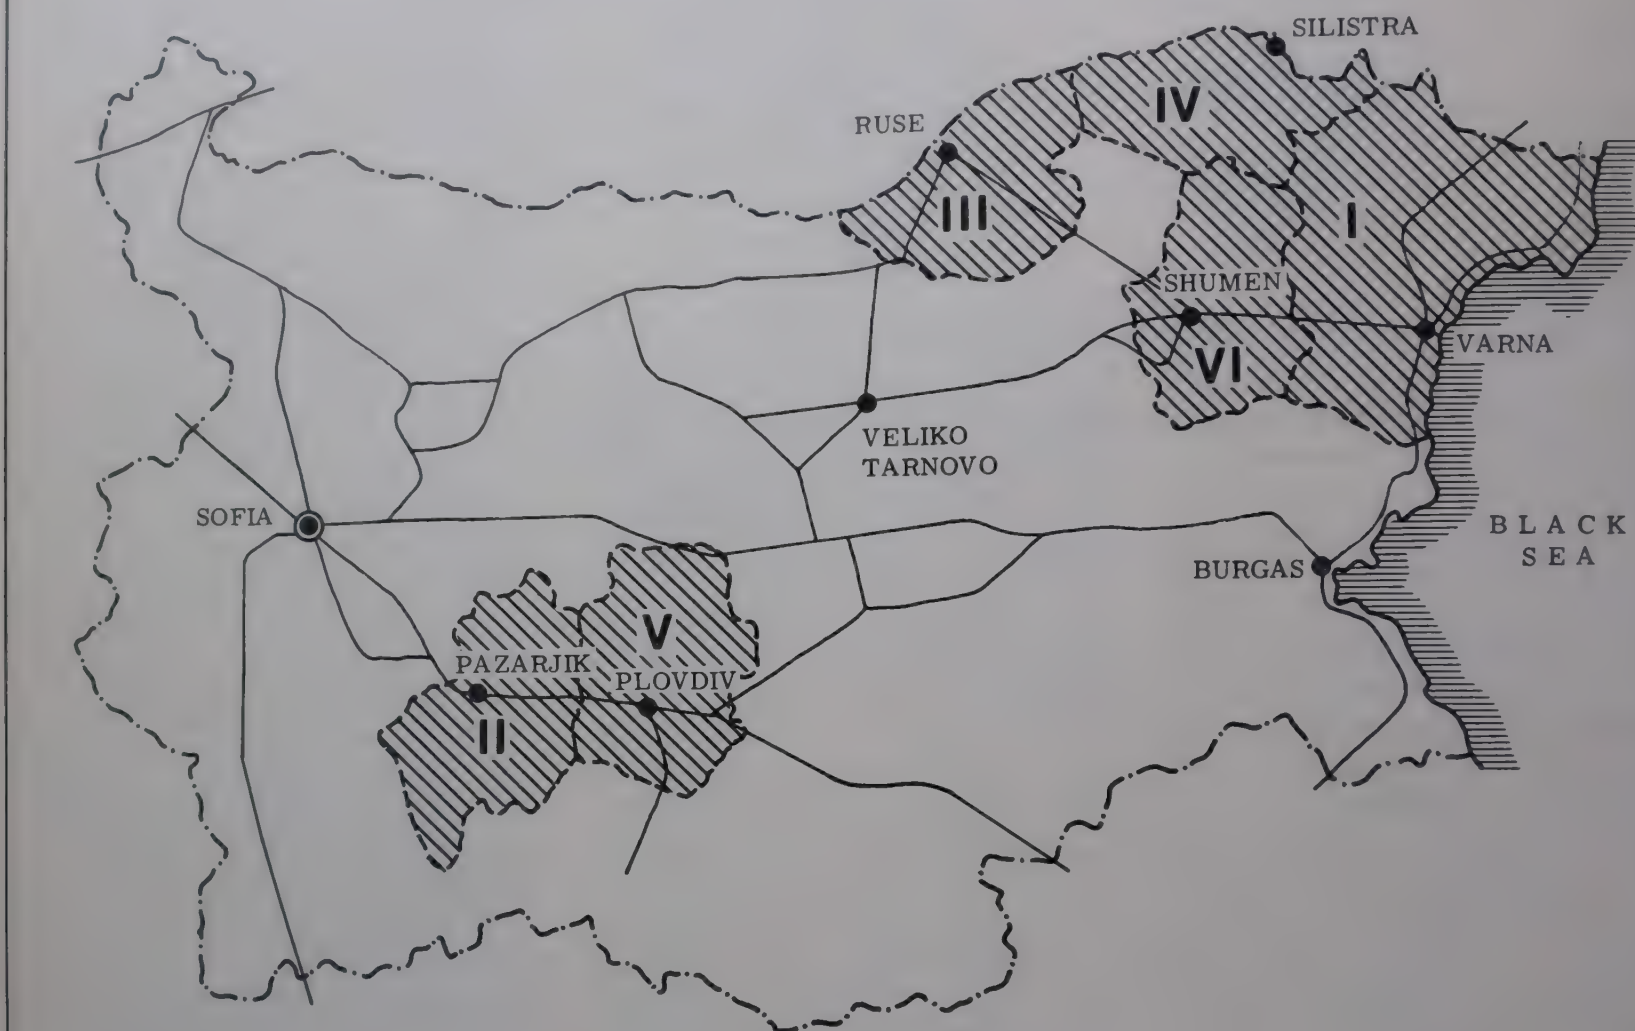 SILISTRA
IV
RUSE
III
I
SHUMEN
VARNA
VI
VELIKO
TARNOVO
SOFIA
BLACK
SEA
BURGAS
V
PAZARJIK
PLOVDIV
II